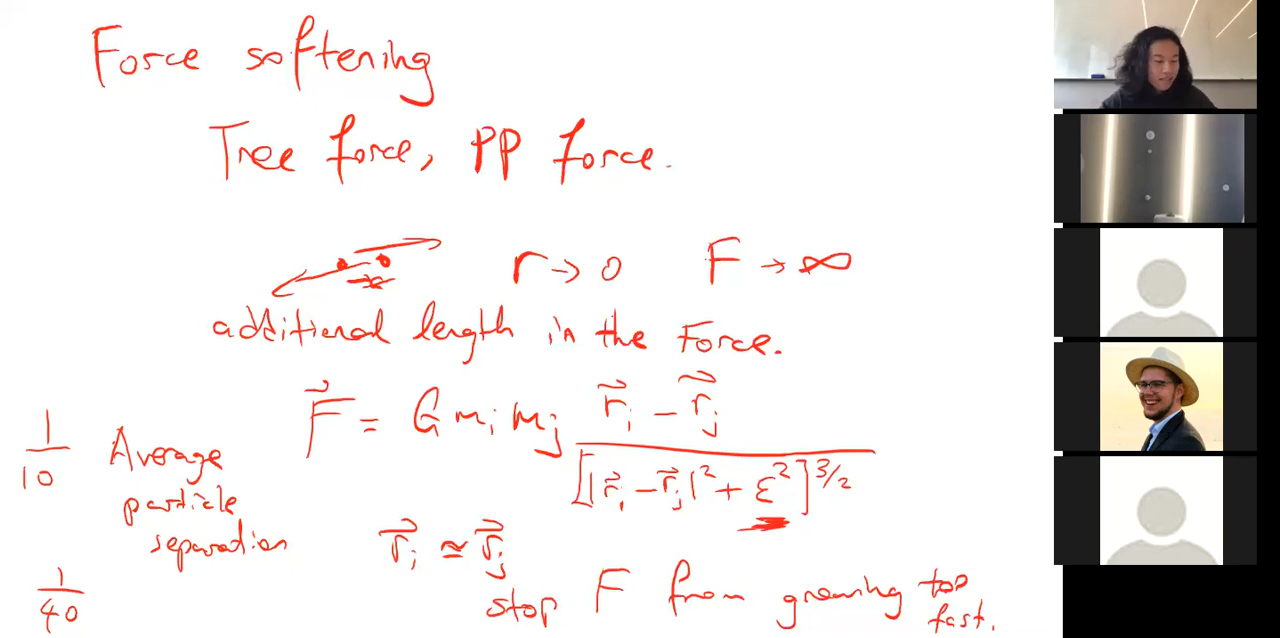 Force softening
Tree force, PP force.
r → 0 F → ∞
additional length in the Force.
F⃗ = G mᵢ mⱼ (r⃗ᵢ − r⃗ⱼ) / [|r⃗ᵢ − r⃗ⱼ|² + ε²]^3/2
1/10 Average
particle
separation
r⃗ᵢ ≃ r⃗ⱼ
1/40
stop F from growing too
fast.